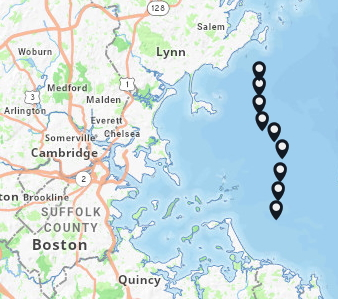 128
Salem
Woburn
Lynn
1
3
Medford
Malden
Arlington
Everett
Chelsea
Somerville
Cambridge
2
ton Brookline
SUFFOLK
COUNTY
Boston
Quincy